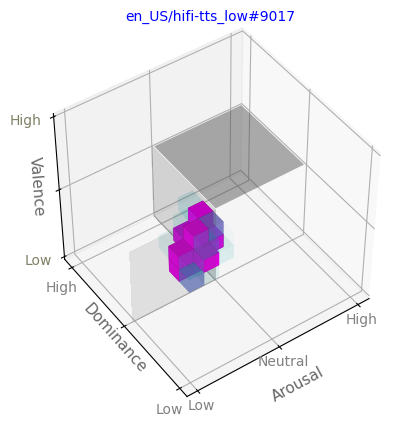 en_US/hifi-tts_low#9017
High
Valence
Low
High
Dominance
Low
Low
Neutral
High
Arousal